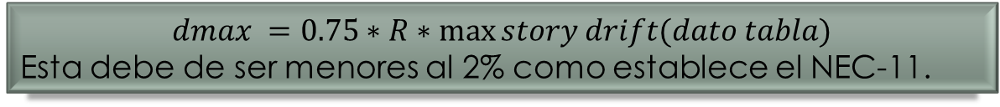 dmax = 0.75 * R * max story drift(dato tabla)
Esta debe de ser menores al 2% como establece el NEC-11.